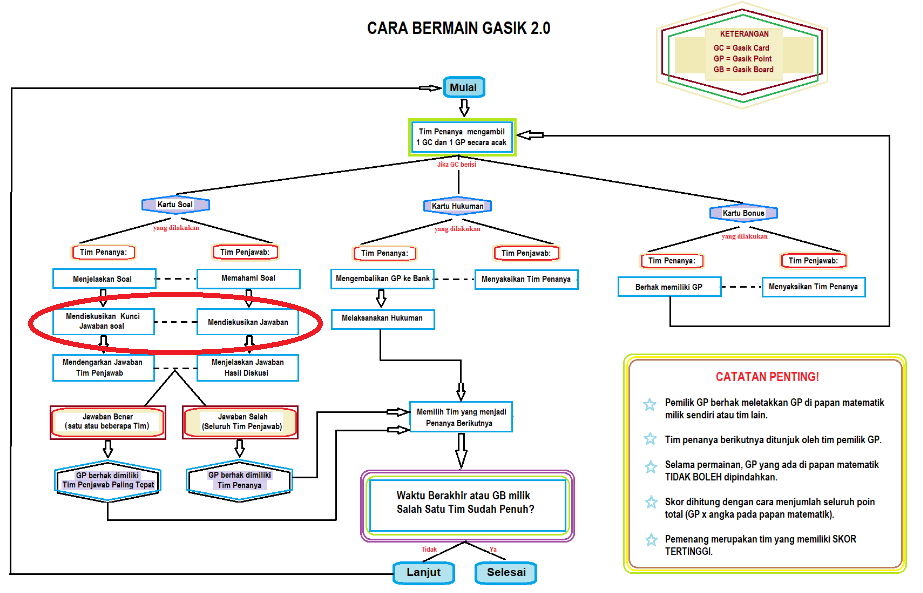 CARA BERMAIN GASIK 2.0
KETERANGAN
GC = Gasik Card
GP = Gasik Point
GB = Gasik Board
Mulai
Tim Penanya mengambil
1 GC dan 1 GP secara acak
Jika GC berisi
Kartu Soal
yang dilakukan
Tim Penanya:
Tim Penjawab:
Menjelaskan Soal
Memahami Soal
Mendiskusikan Kunci
Jawaban soal
Mendiskusikan Jawaban
Mendengarkan Jawaban
Tim Penjawab
Menjelaskan Jawaban
Hasil Diskusi
Jawaban Benar
(satu atau beberapa Tim)
Jawaban Salah
(Seluruh Tim Penjawab)
GP berhak dimiliki
Tim Penjawab Paling Tepat
GP berhak dimiliki
Tim Penanya
Kartu Hukuman
yang dilakukan
Tim Penanya:
Tim Penjawab:
Mengembalikan GP ke Bank
Menyaksikan Tim Penanya
Melaksanakan Hukuman
Kartu Bonus
yang dilakukan
Tim Penanya:
Tim Penjawab:
Berhak memiliki GP
Menyaksikan Tim Penanya
Memilih Tim yang menjadi
Penanya Berikutnya
Waktu Berakhir atau GB milik
Salah Satu Tim Sudah Penuh?
Tidak
Ya
Lanjut
Selesai
CATATAN PENTING!
Pemilik GP berhak meletakkan GP di papan matematik
milik sendiri atau tim lain.
Tim penanya berikutnya ditunjuk oleh tim pemilik GP.
Selama permainan, GP yang ada di papan matematik
TIDAK BOLEH dipindahkan.
Skor dihitung dengan cara menjumlah seluruh poin
total (GP x angka pada papan matematik).
Pemenang merupakan tim yang memiliki SKOR
TERTINGGI.